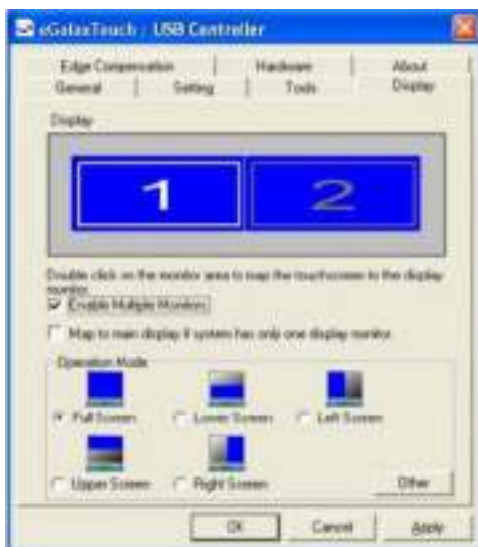 eGalaxTouch : USB Controller
Edge Compensation Hardware About
General Setting Tools Display
Display
1 2
Double click on the monitor area to map the touchscreen to the display
monitor.
Enable Multiple Monitors
Map to main display if system has only one display monitor.
Operation Mode
Full Screen Lower Screen Left Screen
Upper Screen Right Screen Other
OK Cancel Apply